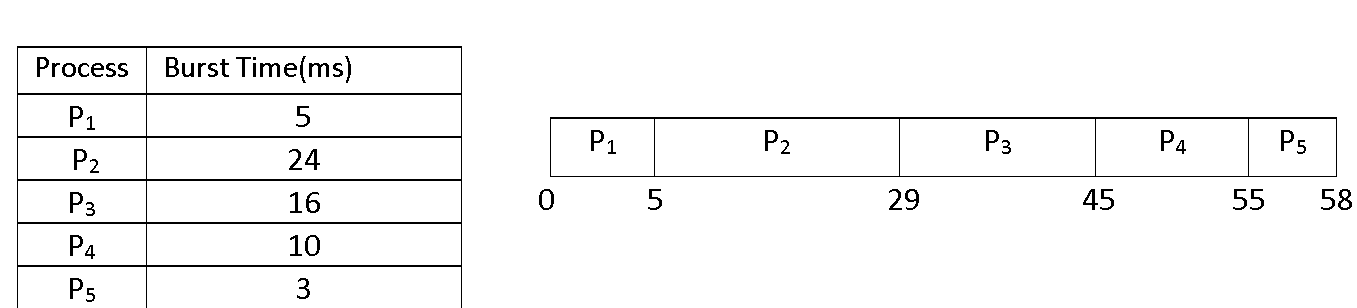 Process Burst Time(ms)
P₁ 5
P₂ 24
P₃ 16
P₄ 10
P₅ 3
P₁ P₂ P₃ P₄ P₅
0 5 29 45 55 58